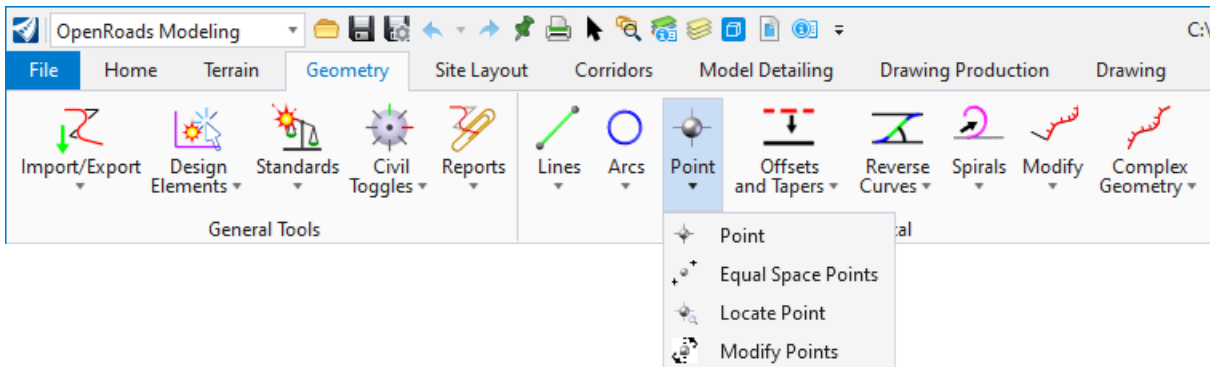 OpenRoads Modeling C:\
File Home Terrain Geometry Site Layout Corridors Model Detailing Drawing Production Drawing
Import/Export Design Elements Standards Civil Toggles Reports Lines Arcs Point Offsets and Tapers Reverse Curves Spirals Modify Complex Geometry
General Tools
Point
Equal Space Points
Locate Point
Modify Points